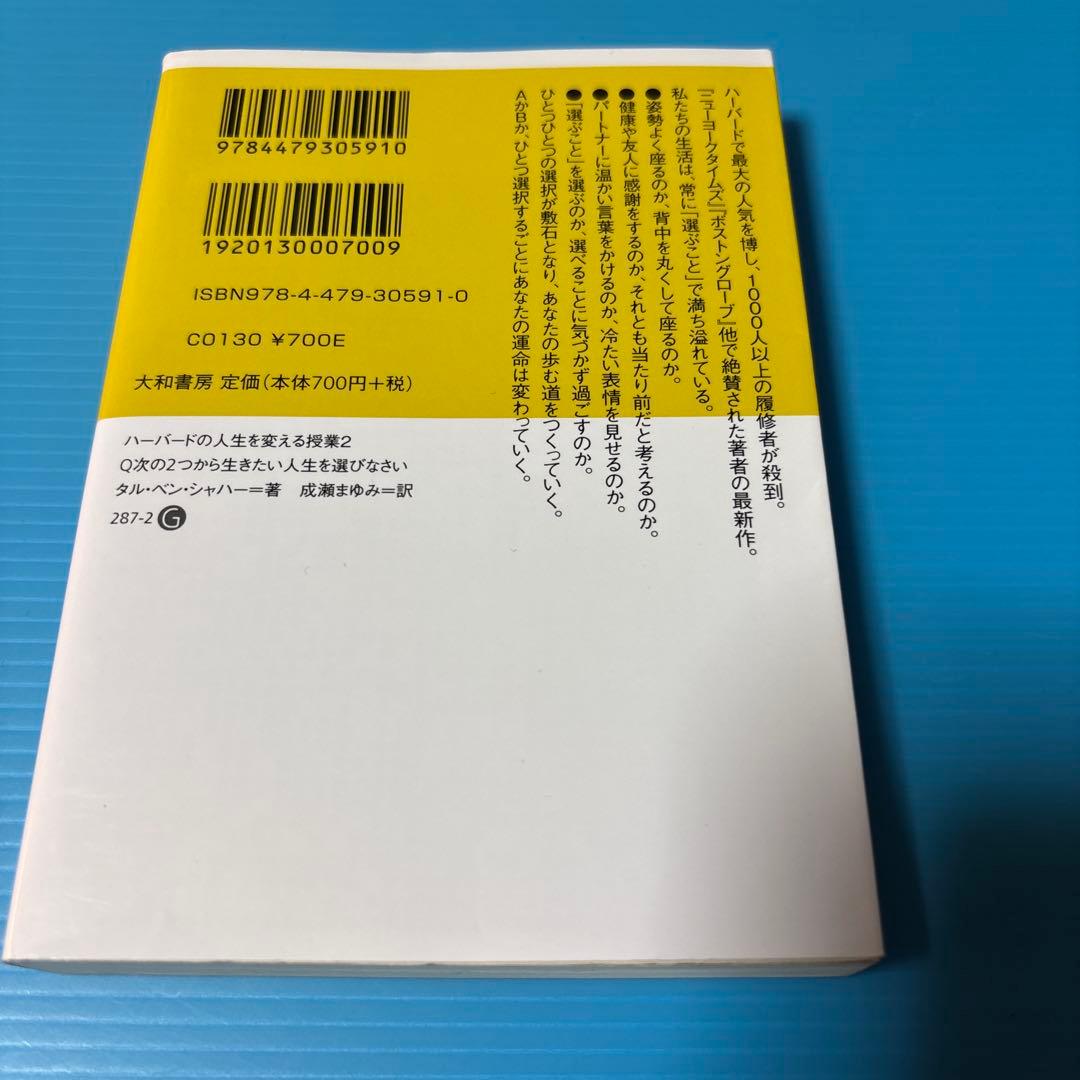 ハーバードで最大の人気を博し、1000人以上の履修者が殺到。
『ニューヨークタイムズ』『ボストングローブ』他で絶賛された著者の最新作。
私たちの生活は、常に「選ぶこと」で満ち溢れている。
●姿勢よく座るのか、背中を丸くして座るのか。
●健康や友人に感謝をするのか、それとも当たり前だと考えるのか。
●パートナーに温かい言葉をかけるのか、冷たい表情を見せるのか。
●「選ぶこと」を選ぶのか、選べることに気づかず過ごすのか。
ひとつひとつの選択が敷石となり、あなたの歩む道をつくっていく。
AかBか、ひとつ選択するごとにあなたの運命は変わっていく。
9784479305910
1920130007009
ISBN978-4-479-30591-0
C0130 ¥700E
大和書房 定価(本体700円+税)
ハーバードの人生を変える授業2
Q次の2つから生きたい人生を選びなさい
タル・ベン・シャハー=著 成瀬まゆみ=訳
287-2 G